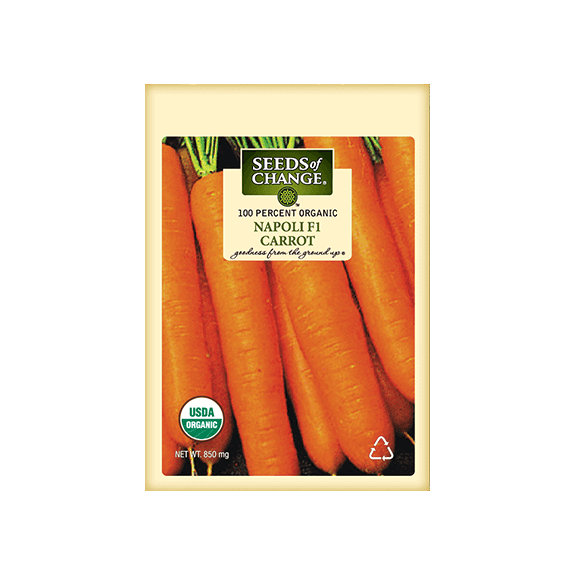 SEEDS of
CHANGE®
™
100 PERCENT ORGANIC
NAPOLI F1
CARROT
goodness from the ground up®
USDA
ORGANIC
NET WT. 850 mg